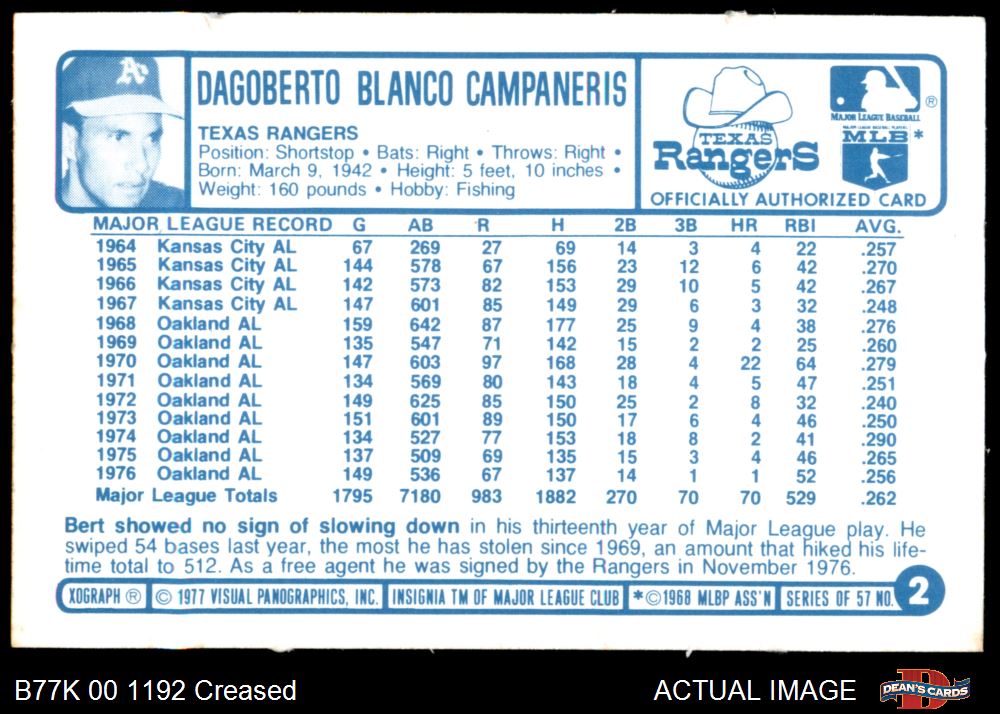 A's
DAGOBERTO BLANCO CAMPANERIS
TEXAS RANGERS
Position: Shortstop • Bats: Right • Throws: Right •
Born: March 9, 1942 • Height: 5 feet, 10 inches •
Weight: 160 pounds • Hobby: Fishing
TEXAS
RangerS
®
MAJOR LEAGUE BASEBALL
MAJOR LEAGUE BASEBALL PLAYERS
MLB*
OFFICIALLY AUTHORIZED CARD
MAJOR LEAGUE RECORD G AB R H 2B 3B HR RBI AVG.
1964 Kansas City AL 67 269 27 69 14 3 4 22 .257
1965 Kansas City AL 144 578 67 156 23 12 6 42 .270
1966 Kansas City AL 142 573 82 153 29 10 5 42 .267
1967 Kansas City AL 147 601 85 149 29 6 3 32 .248
1968 Oakland AL 159 642 87 177 25 9 4 38 .276
1969 Oakland AL 135 547 71 142 15 2 2 25 .260
1970 Oakland AL 147 603 97 168 28 4 22 64 .279
1971 Oakland AL 134 569 80 143 18 4 5 47 .251
1972 Oakland AL 149 625 85 150 25 2 8 32 .240
1973 Oakland AL 151 601 89 150 17 6 4 46 .250
1974 Oakland AL 134 527 77 153 18 8 2 41 .290
1975 Oakland AL 137 509 69 135 15 3 4 46 .265
1976 Oakland AL 149 536 67 137 14 1 1 52 .256
Major League Totals 1795 7180 983 1882 270 70 70 529 .262
Bert showed no sign of slowing down in his thirteenth year of Major League play. He
swiped 54 bases last year, the most he has stolen since 1969, an amount that hiked his life-
time total to 512. As a free agent he was signed by the Rangers in November 1976.
XOGRAPH ® © 1977 VISUAL PANOGRAPHICS, INC. INSIGNIA TM OF MAJOR LEAGUE CLUB *©1968 MLBP ASS'N SERIES OF 57 NO. 2
B77K 00 1192 Creased ACTUAL IMAGE DEAN'S CARDS